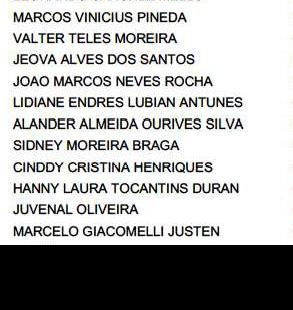 MARCOS VINICIUS PINEDA
VALTER TELES MOREIRA
JEOVA ALVES DOS SANTOS
JOAO MARCOS NEVES ROCHA
LIDIANE ENDRES LUBIAN ANTUNES
ALANDER ALMEIDA OURIVES SILVA
SIDNEY MOREIRA BRAGA
CINDDY CRISTINA HENRIQUES
HANNY LAURA TOCANTINS DURAN
JUVENAL OLIVEIRA
MARCELO GIACOMELLI JUSTEN